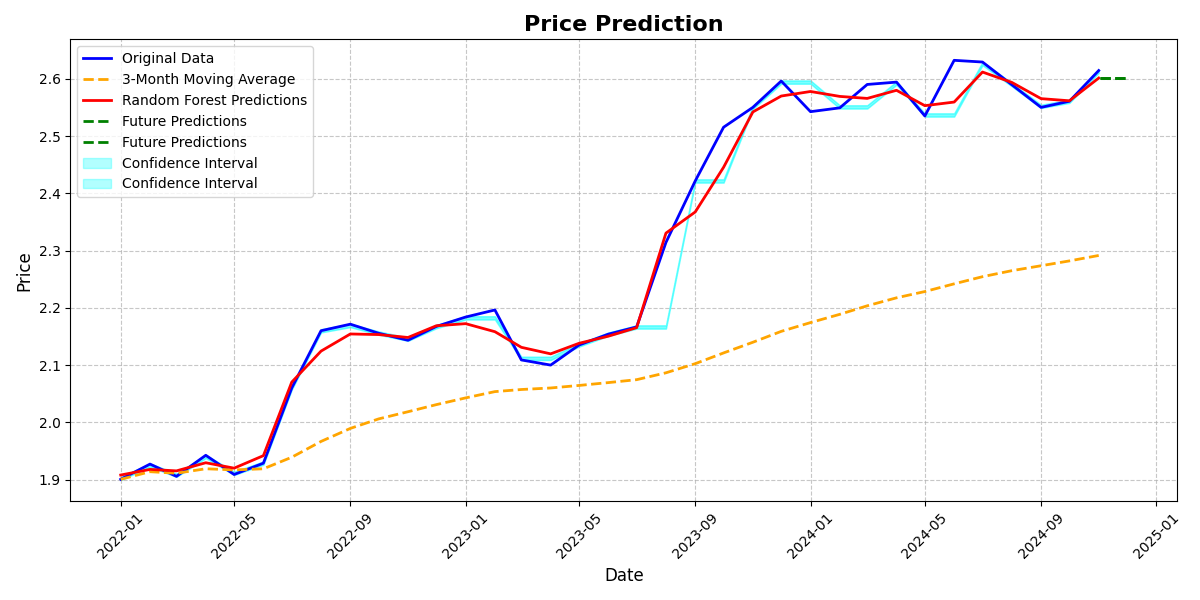 Price Prediction
Original Data
3-Month Moving Average
Random Forest Predictions
Future Predictions
Future Predictions
Confidence Interval
Confidence Interval
Price
2.6
2.5
2.4
2.3
2.2
2.1
2.0
1.9
2022-01
2022-05
2022-09
2023-01
2023-05
2023-09
2024-01
2024-05
2024-09
2025-01
Date